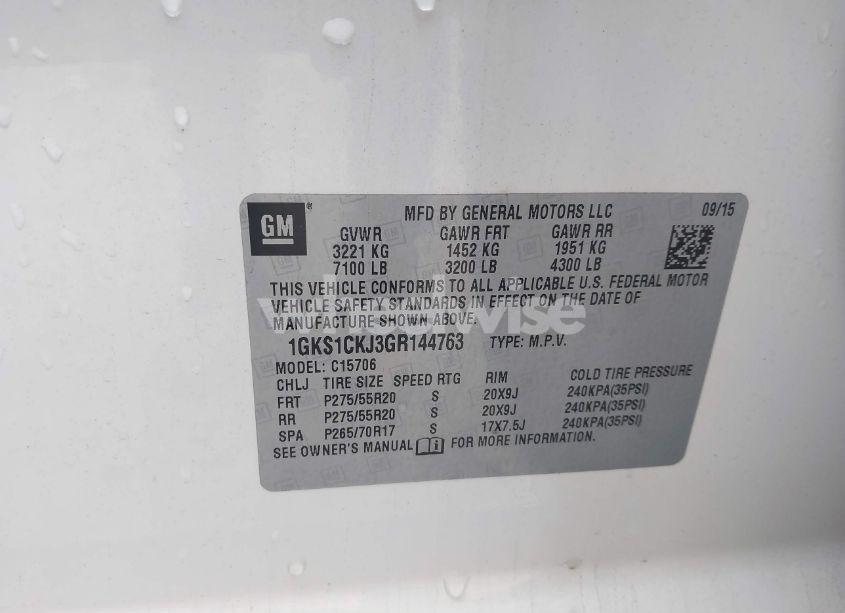 GM
MFD BY GENERAL MOTORS LLC 09/15
GVWR GAWR FRT GAWR RR
3221 KG 1452 KG 1951 KG
7100 LB 3200 LB 4300 LB
THIS VEHICLE CONFORMS TO ALL APPLICABLE U.S. FEDERAL MOTOR
VEHICLE SAFETY STANDARDS IN EFFECT ON THE DATE OF
MANUFACTURE SHOWN ABOVE.
wheelwise
1GKS1CKJ3GR144763 TYPE: M.P.V.
MODEL: C15706
CHLJ TIRE SIZE SPEED RTG RIM COLD TIRE PRESSURE
FRT P275/55R20 S 20X9J 240KPA(35PSI)
RR P275/55R20 S 20X9J 240KPA(35PSI)
SPA P265/70R17 S 17X7.5J 240KPA(35PSI)
SEE OWNER'S MANUAL i FOR MORE INFORMATION.